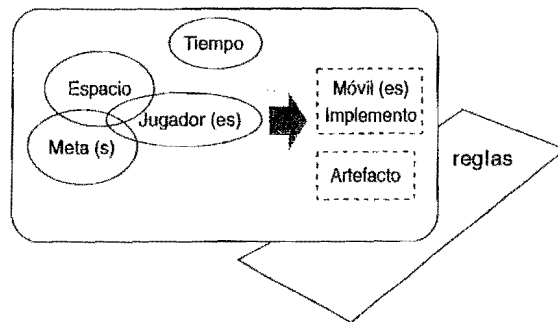 Tiempo
Espacio
Jugador (es)
Meta (s)
Móvil (es)
Implemento
Artefacto
reglas